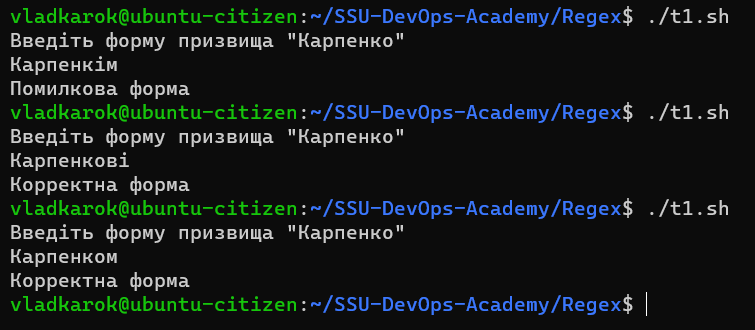 vladkarok@ubuntu-citizen:~/SSU-DevOps-Academy/Regex$ ./t1.sh
Введіть форму призвища "Карпенко"
Карпенкім
Помилкова форма
vladkarok@ubuntu-citizen:~/SSU-DevOps-Academy/Regex$ ./t1.sh
Введіть форму призвища "Карпенко"
Карпенкові
Корректна форма
vladkarok@ubuntu-citizen:~/SSU-DevOps-Academy/Regex$ ./t1.sh
Введіть форму призвища "Карпенко"
Карпенком
Корректна форма
vladkarok@ubuntu-citizen:~/SSU-DevOps-Academy/Regex$